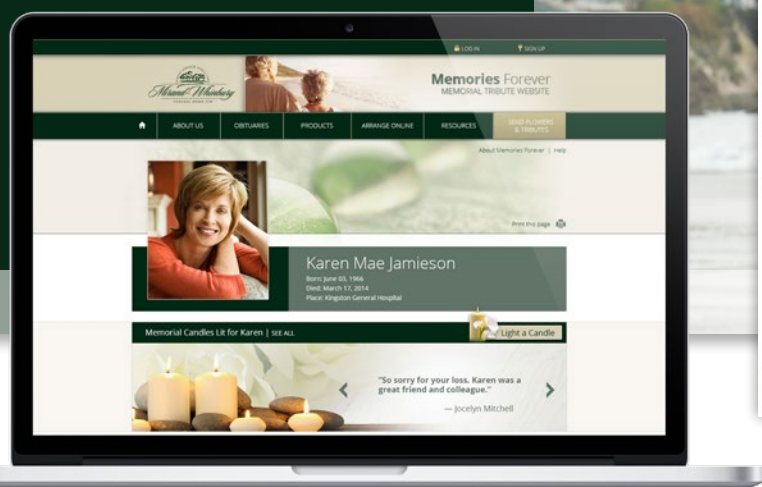 LOG IN
SIGN UP
Memories Forever
MEMORIAL TRIBUTE WEBSITE
ABOUT US
OBITUARIES
PRODUCTS
ARRANGE ONLINE
RESOURCES
SEND FLOWERS
& TRIBUTES
About Memories Forever | Help
Print this page
Karen Mae Jamieson
Born: June 03, 1966
Died: March 17, 2014
Place: Kingston General Hospital
Memorial Candles Lit for Karen | SEE ALL
Light a Candle
"So sorry for your loss. Karen was a
great friend and colleague."
— Jocelyn Mitchell